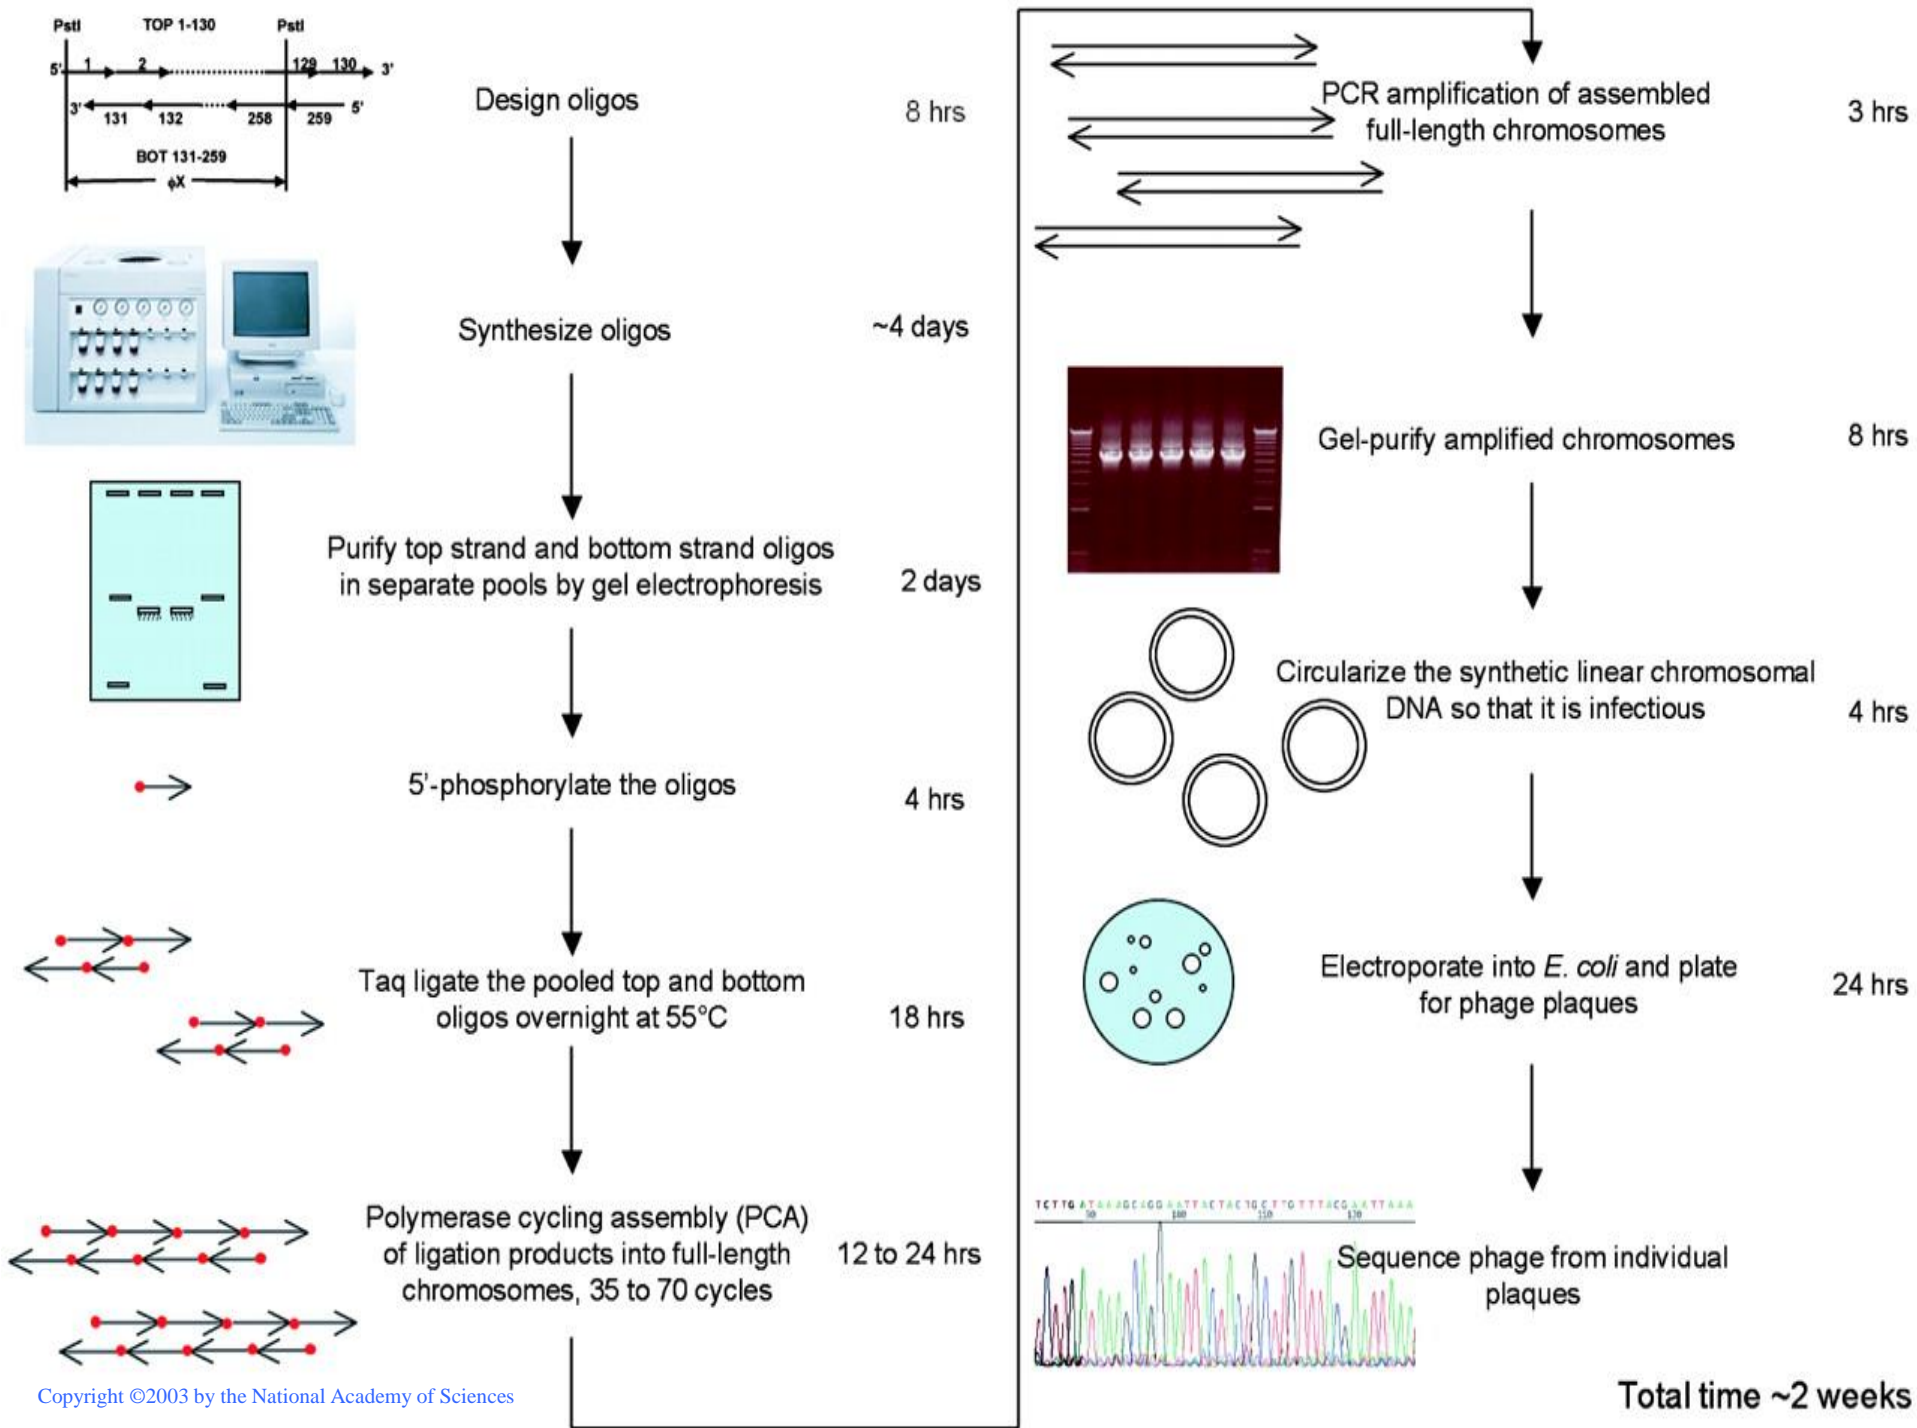 PstI TOP 1-130 PstI
5' 1 2 129 130 3'
3' 5'
131 132 258 259
BOT 131-259
ϕX
Design oligos 8 hrs
Synthesize oligos ~4 days
Purify top strand and bottom strand oligos
in separate pools by gel electrophoresis 2 days
5'-phosphorylate the oligos 4 hrs
Taq ligate the pooled top and bottom
oligos overnight at 55°C 18 hrs
Polymerase cycling assembly (PCA)
of ligation products into full-length 12 to 24 hrs
chromosomes, 35 to 70 cycles
Copyright ©2003 by the National Academy of Sciences
PCR amplification of assembled
full-length chromosomes 3 hrs
Gel-purify amplified chromosomes 8 hrs
Circularize the synthetic linear chromosomal
DNA so that it is infectious 4 hrs
Electroporate into E. coli and plate
for phage plaques 24 hrs
100 110 120
Sequence phage from individual
plaques
Total time ~2 weeks